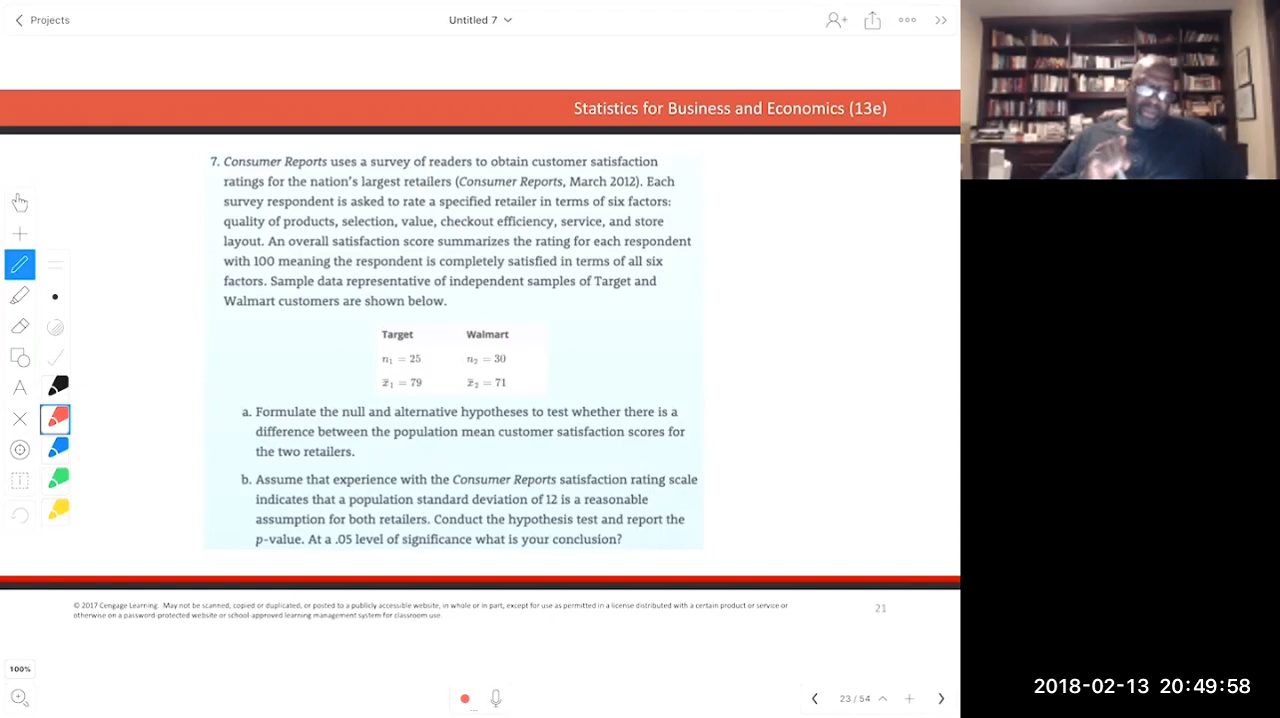 Projects
Untitled 7
Statistics for Business and Economics (13e)
7. Consumer Reports uses a survey of readers to obtain customer satisfaction
ratings for the nation's largest retailers (Consumer Reports, March 2012). Each
survey respondent is asked to rate a specified retailer in terms of six factors:
quality of products, selection, value, checkout efficiency, service, and store
layout. An overall satisfaction score summarizes the rating for each respondent
with 100 meaning the respondent is completely satisfied in terms of all six
factors. Sample data representative of independent samples of Target and
Walmart customers are shown below.
Target Walmart
n₁ = 25 n₂ = 30
x̄₁ = 79 x̄₂ = 71
a. Formulate the null and alternative hypotheses to test whether there is a
difference between the population mean customer satisfaction scores for
the two retailers.
b. Assume that experience with the Consumer Reports satisfaction rating scale
indicates that a population standard deviation of 12 is a reasonable
assumption for both retailers. Conduct the hypothesis test and report the
p-value. At a .05 level of significance what is your conclusion?
© 2017 Cengage Learning. May not be scanned, copied or duplicated, or posted to a publicly accessible website, in whole or in part, except for use as permitted in a license distributed with a certain product or service or
otherwise on a password-protected website or school-approved learning management system for classroom use.
21
100%
23 / 54
2018-02-13 20:49:58